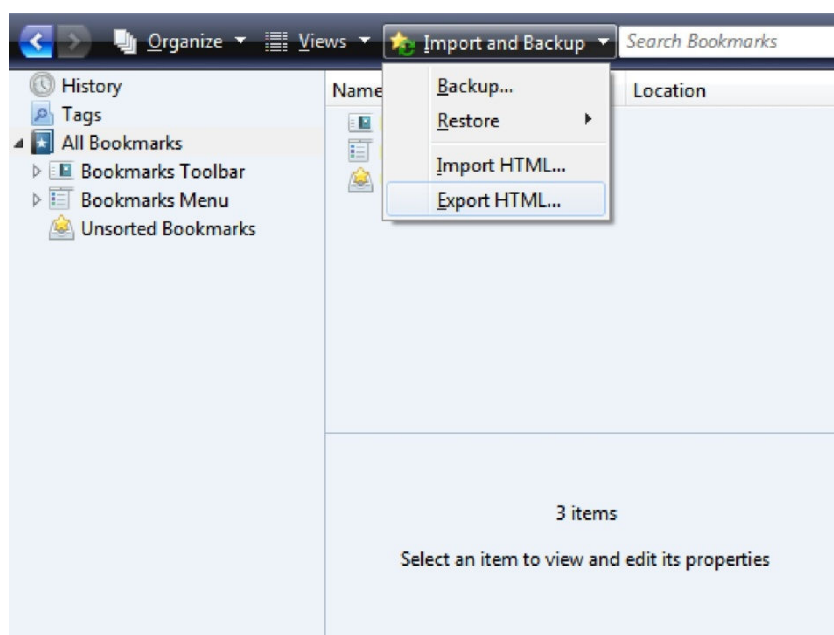 Organize Views Import and Backup Search Bookmarks
History
Tags
All Bookmarks
Bookmarks Toolbar
Bookmarks Menu
Unsorted Bookmarks
Name Location
Backup...
Restore
Import HTML...
Export HTML...
3 items
Select an item to view and edit its properties